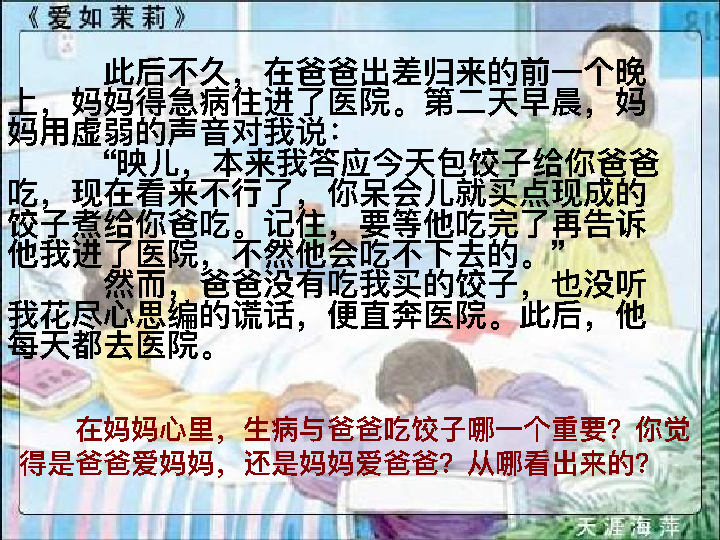 《爱如茉莉》
此后不久，在爸爸出差归来的前一个晚
上，妈妈得急病住进了医院。第二天早晨，妈
妈用虚弱的声音对我说：
“映儿，本来我答应今天包饺子给你爸爸
吃，现在看来不行了，你呆会儿就买点现成的
饺子煮给你爸吃。记住，要等他吃完了再告诉
他我进了医院，不然他会吃不下去的。”
然而，爸爸没有吃我买的饺子，也没听
我花尽心思编的谎话，便直奔医院。此后，他
每天都去医院。
在妈妈心里，生病与爸爸吃饺子哪一个重要？你觉
得是爸爸爱妈妈，还是妈妈爱爸爸？从哪看出来的？
天涯海萍